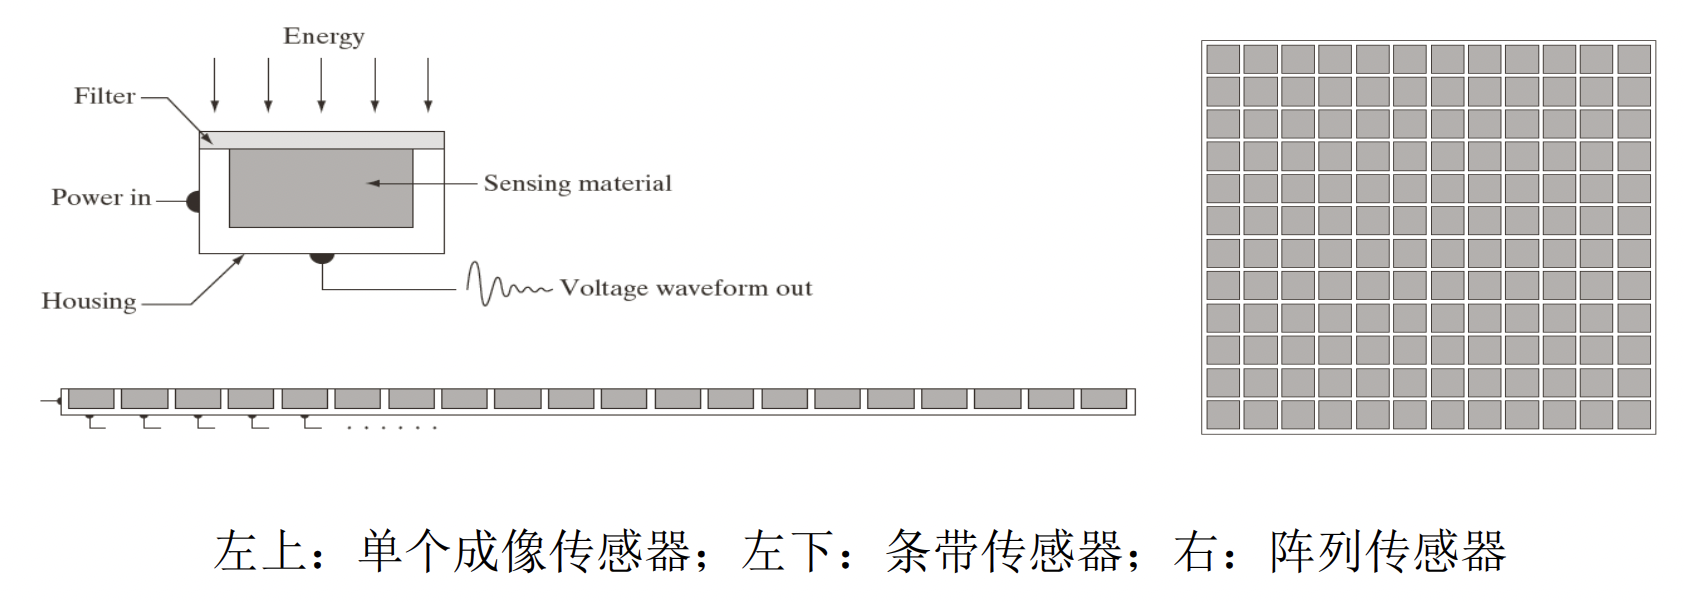 Energy
Filter
Sensing material
Power in
Housing
Voltage waveform out
左上：单个成像传感器；左下：条带传感器；右：阵列传感器